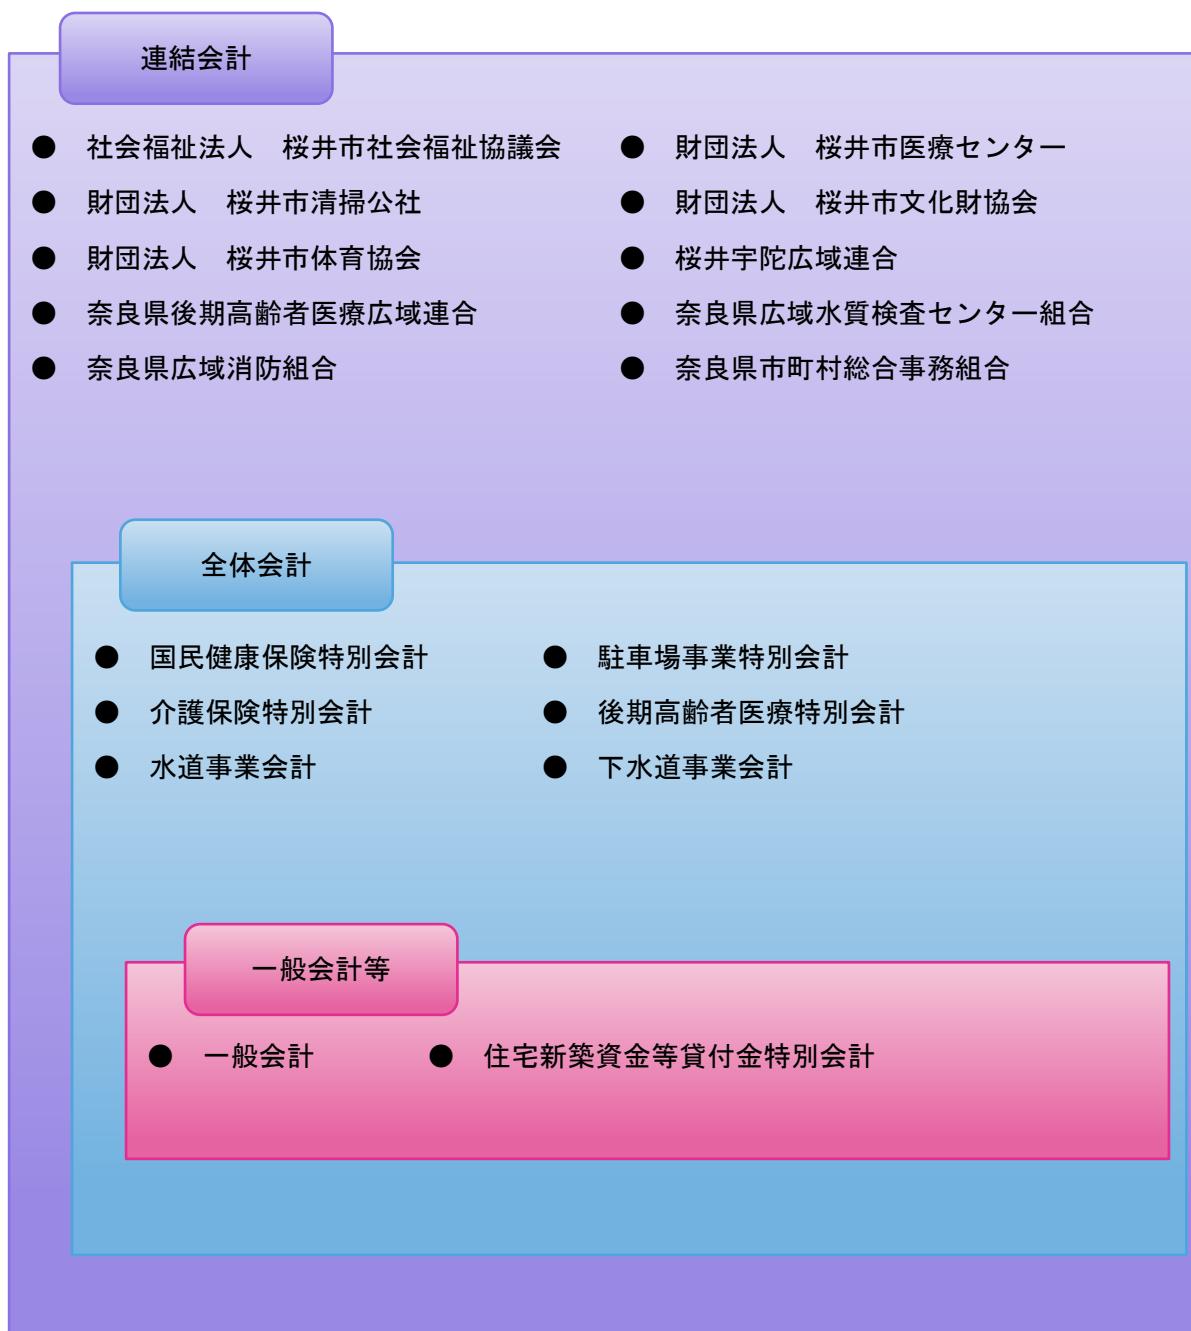 連結会計
● 社会福祉法人　桜井市社会福祉協議会 ● 財団法人　桜井市医療センター
● 財団法人　桜井市清掃公社 ● 財団法人　桜井市文化財協会
● 財団法人　桜井市体育協会 ● 桜井宇陀広域連合
● 奈良県後期高齢者医療広域連合 ● 奈良県広域水質検査センター組合
● 奈良県広域消防組合 ● 奈良県市町村総合事務組合
全体会計
● 国民健康保険特別会計 ● 駐車場事業特別会計
● 介護保険特別会計 ● 後期高齢者医療特別会計
● 水道事業会計 ● 下水道事業会計
一般会計等
● 一般会計 ● 住宅新築資金等貸付金特別会計